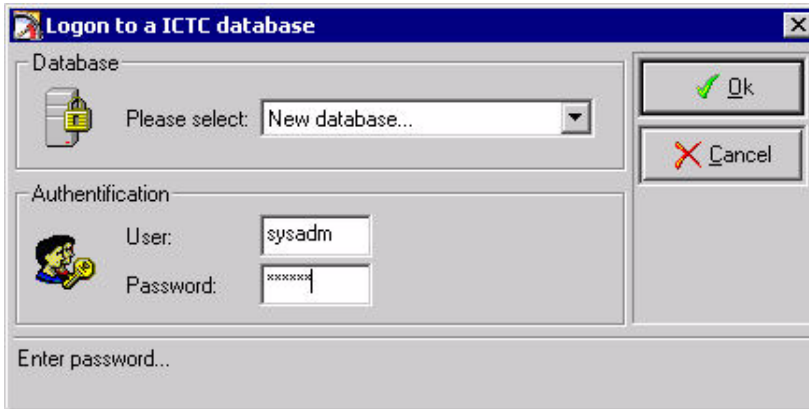 Logon to a ICTC database
Database
Please select: New database...
Ok
Cancel
Authentification
User: sysadm
Password: ******
Enter password...